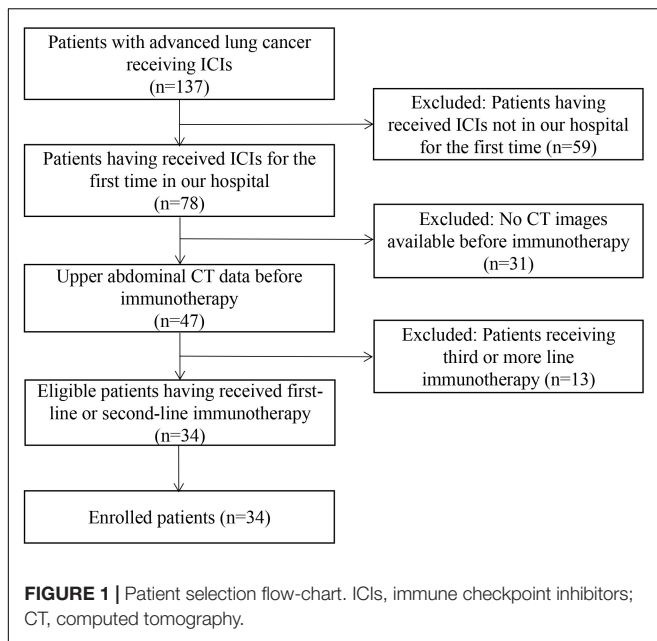 Patients with advanced lung cancer
receiving ICIs
(n=137)
Excluded: Patients having
received ICIs not in our hospital
for the first time (n=59)
Patients having received ICIs for the
first time in our hospital
(n=78)
Excluded: No CT images
available before immunotherapy
(n=31)
Upper abdominal CT data before
immunotherapy
(n=47)
Excluded: Patients receiving
third or more line
immunotherapy (n=13)
Eligible patients having received first-
line or second-line immunotherapy
(n=34)
Enrolled patients (n=34)
FIGURE 1 | Patient selection flow-chart. ICIs, immune checkpoint inhibitors;
CT, computed tomography.